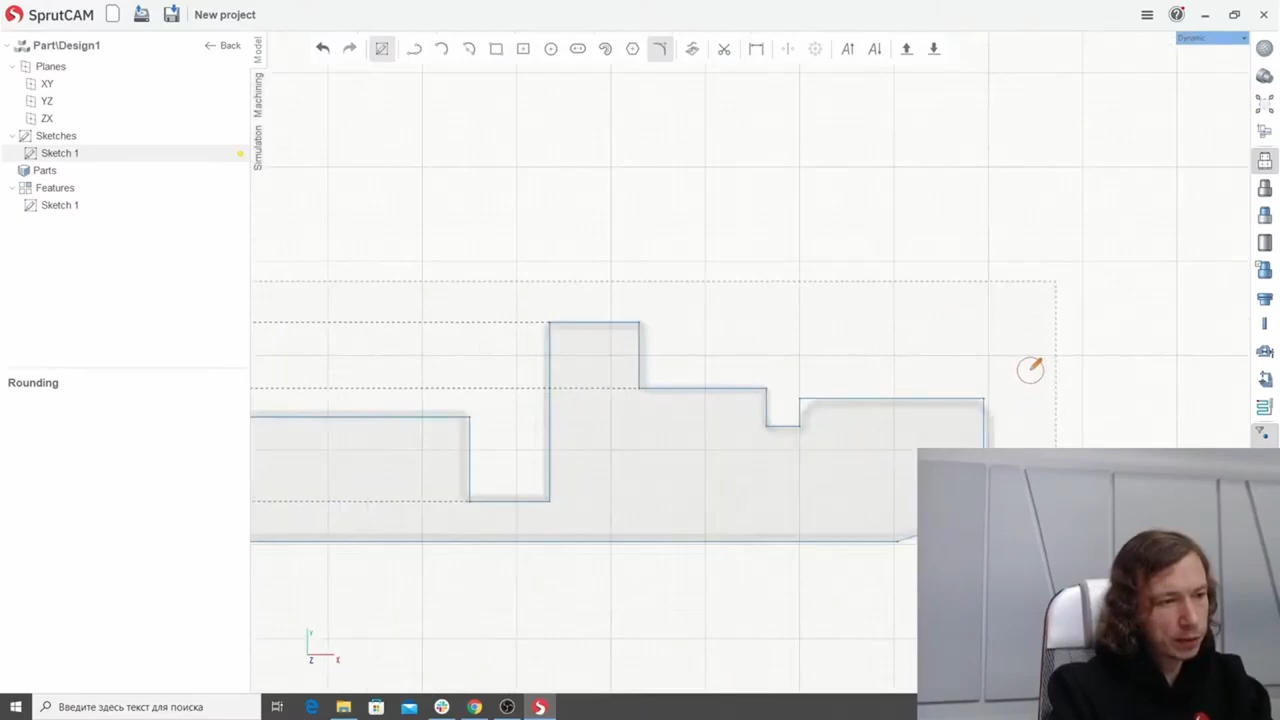 SprutCAM
New project
Part\Design1
Back
Planes
XY
YZ
ZX
Sketches
Sketch 1
Parts
Features
Sketch 1
Model
Machining
Simulation
Dynamic
Rounding
Y
Z
X
Введите здесь текст для поиска